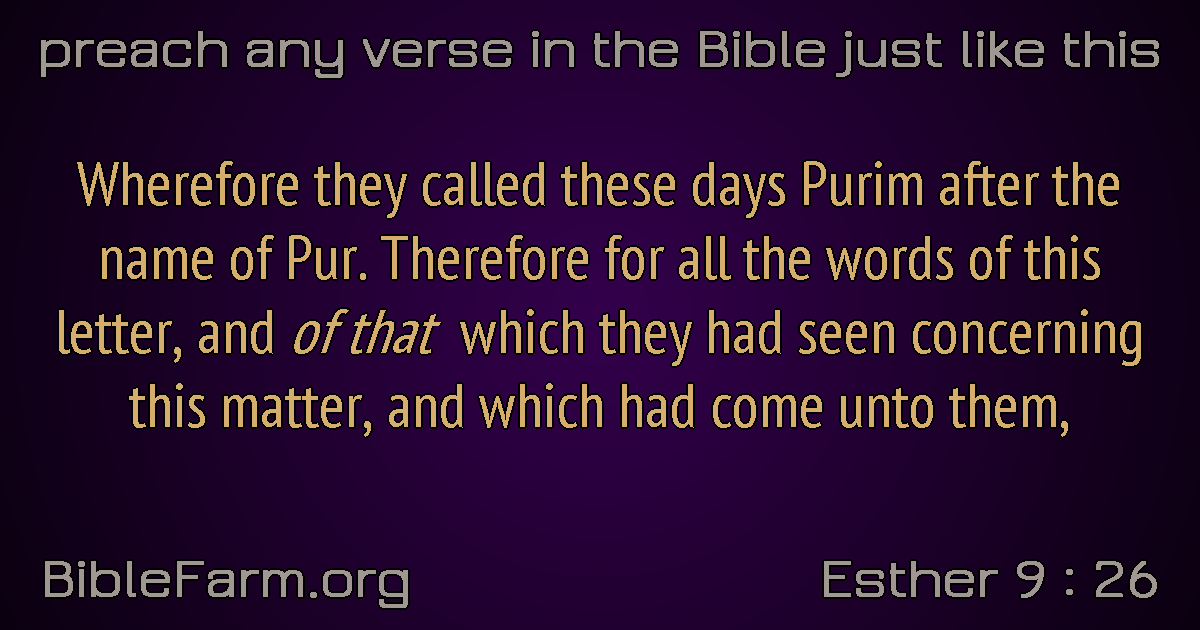 preach any verse in the Bible just like this
Wherefore they called these days Purim after the
name of Pur. Therefore for all the words of this
letter, and of that which they had seen concerning
this matter, and which had come unto them,
BibleFarm.org
Esther 9 : 26